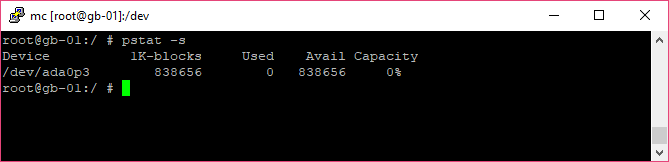 mc [root@gb-01]:/dev
root@gb-01:/ # pstat -s
Device          1K-blocks     Used    Avail Capacity
/dev/ada0p3        838656        0   838656     0%
root@gb-01:/ #